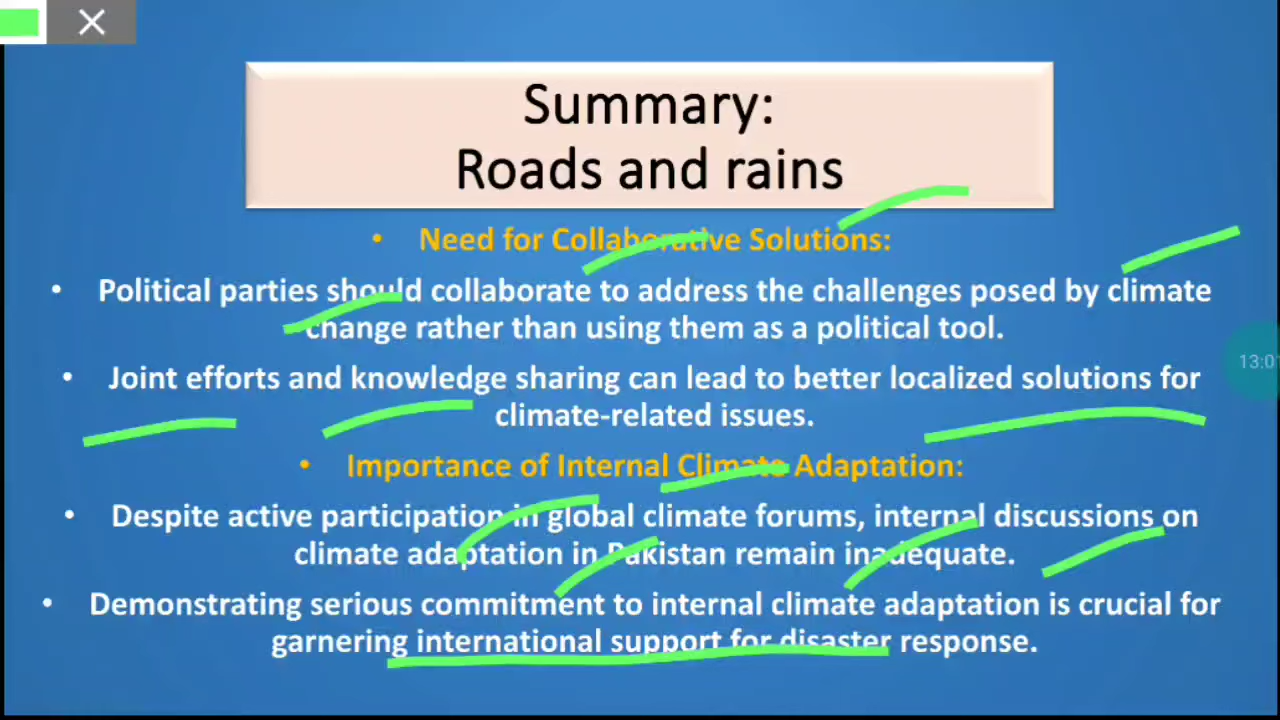 Summary:
Roads and rains
• Need for Collaborative Solutions:
• Political parties should collaborate to address the challenges posed by climate
change rather than using them as a political tool.
• Joint efforts and knowledge sharing can lead to better localized solutions for
climate-related issues.
• Importance of Internal Climate Adaptation:
• Despite active participation in global climate forums, internal discussions on
climate adaptation in Pakistan remain inadequate.
• Demonstrating serious commitment to internal climate adaptation is crucial for
garnering international support for disaster response.